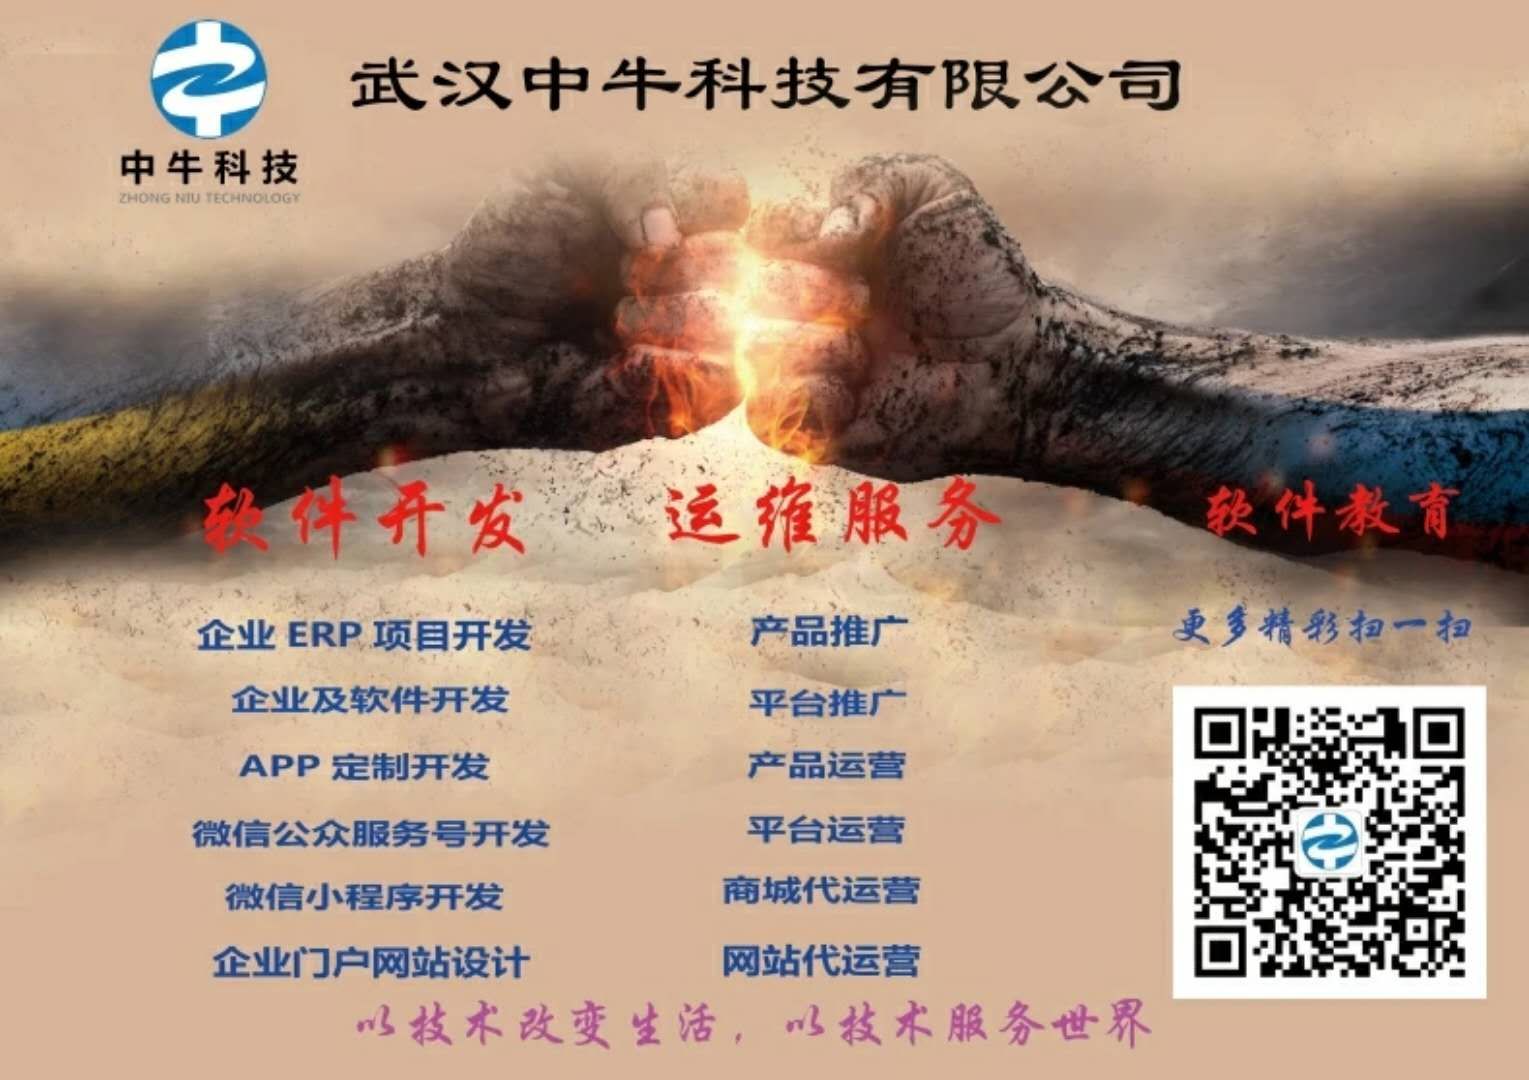 武汉中牛科技有限公司
中牛科技
ZHONG NIU TECHNOLOGY
软件开发
运维服务
软件教育
企业 ERP 项目开发
企业及软件开发
APP 定制开发
微信公众服务号开发
微信小程序开发
企业门户网站设计
产品推广
平台推广
产品运营
平台运营
商城代运营
网站代运营
更多精彩扫一扫
以技术改变生活，以技术服务世界